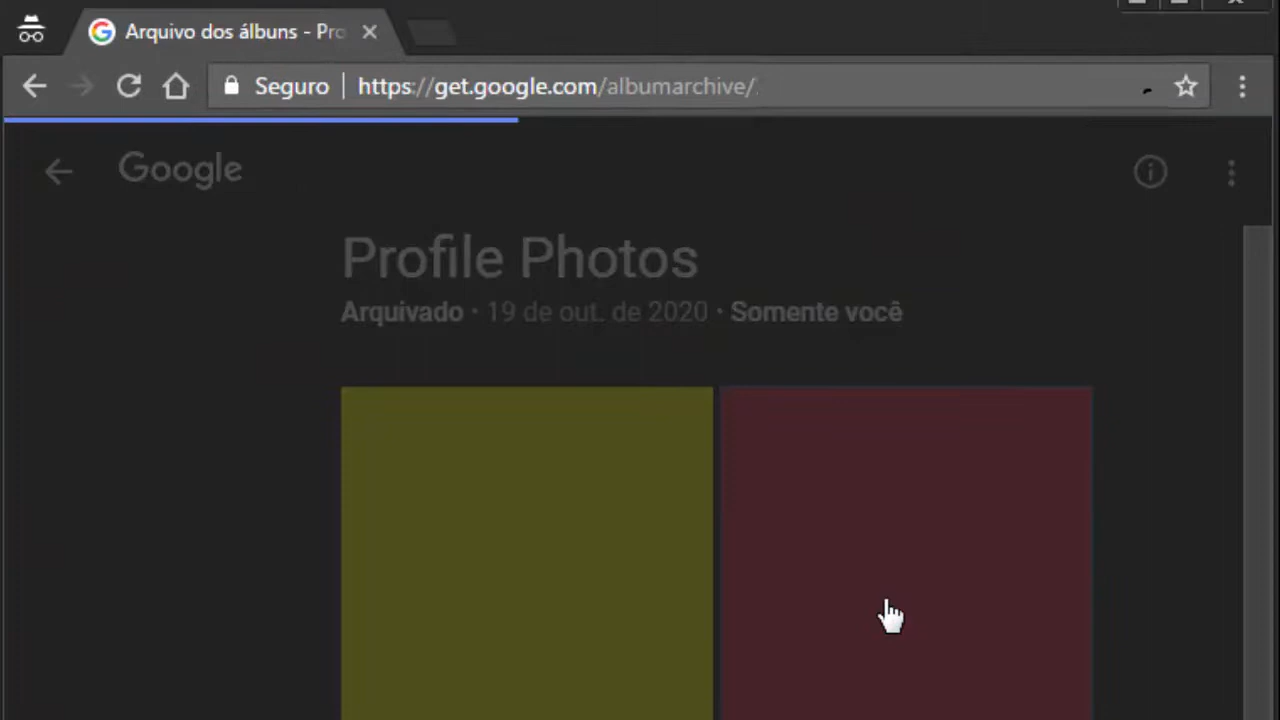 Arquivo dos álbuns - Pro
Seguro
https://get.google.com/albumarchive/
Google
Profile Photos
Arquivado · 19 de out. de 2020 · Somente você